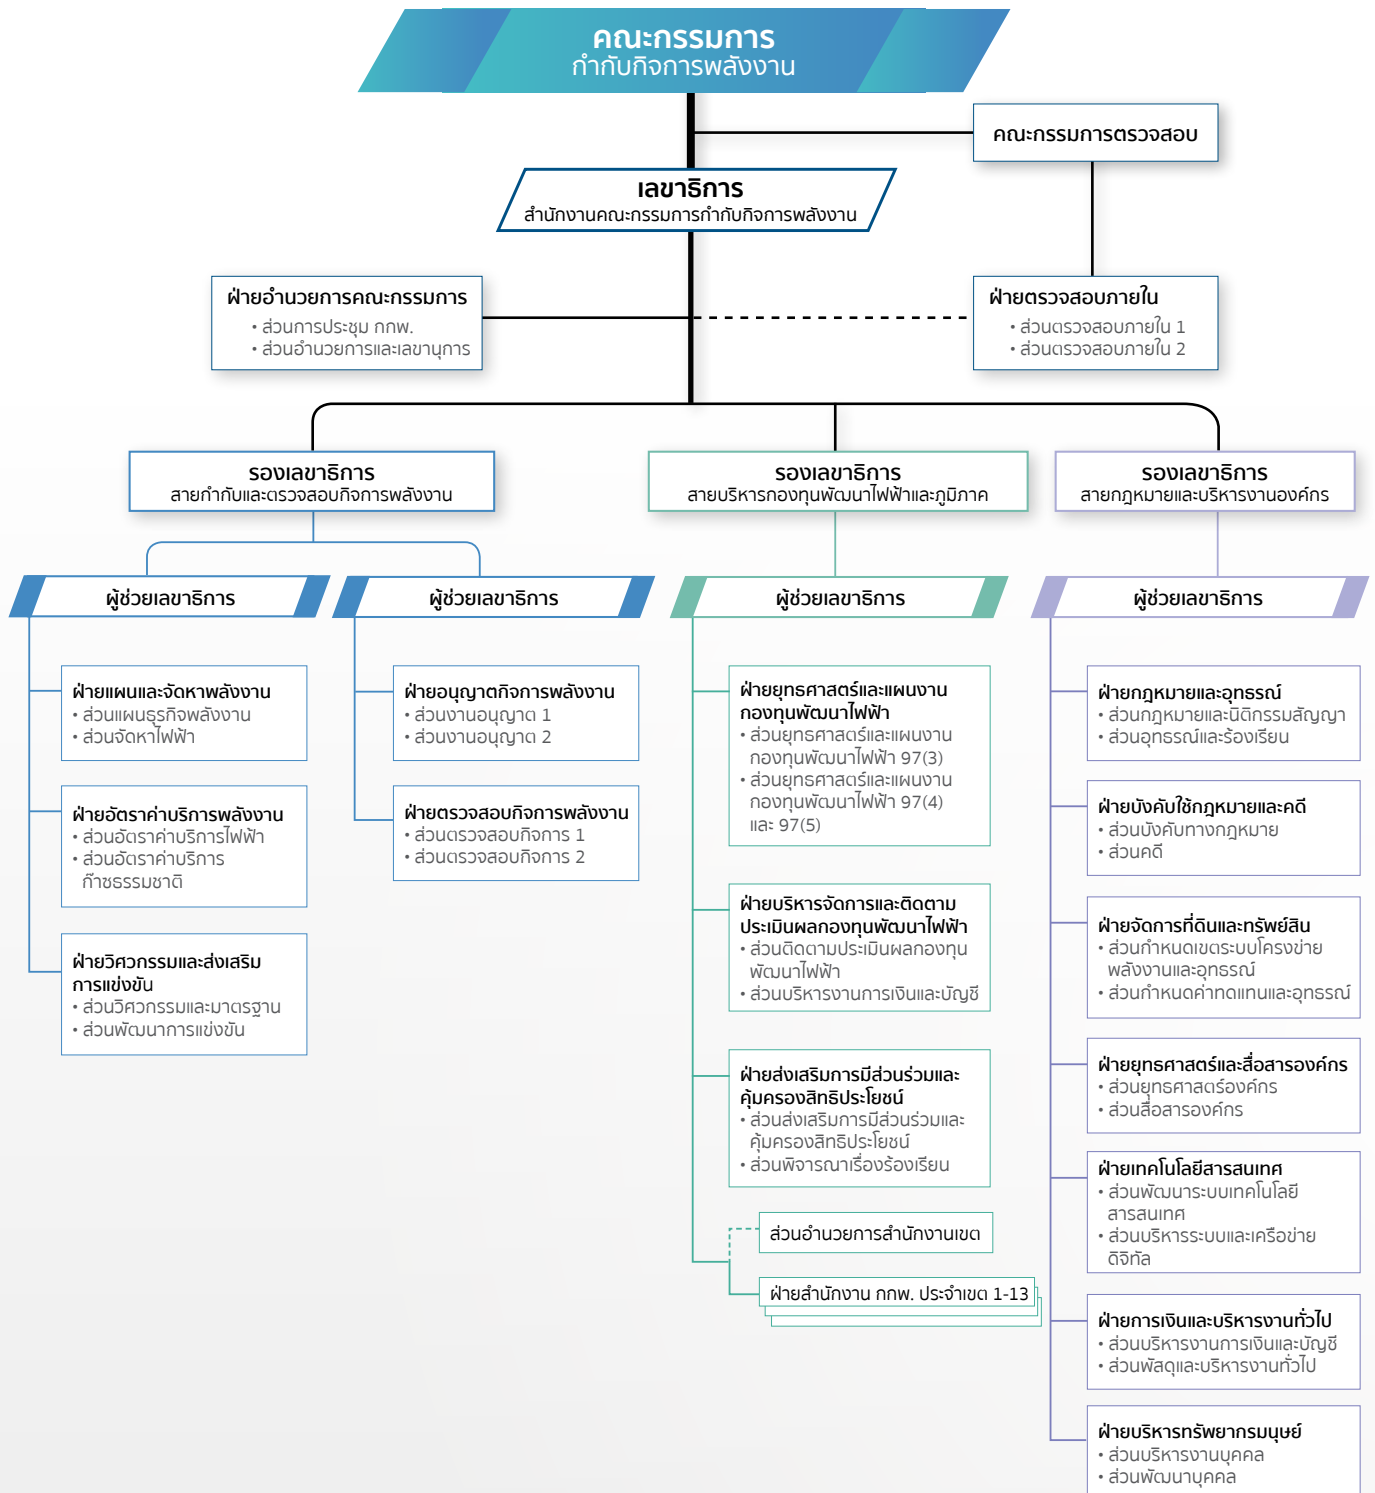 คณะกรรมการ
กำกับกิจการพลังงาน
คณะกรรมการตรวจสอบ
เลขาธิการ
สำนักงานคณะกรรมการกำกับกิจการพลังงาน
ฝ่ายอำนวยการคณะกรรมการ
• ส่วนการประชุม กกพ.
• ส่วนอำนวยการและเลขานุการ
ฝ่ายตรวจสอบภายใน
• ส่วนตรวจสอบภายใน 1
• ส่วนตรวจสอบภายใน 2
รองเลขาธิการ
สายกำกับและตรวจสอบกิจการพลังงาน
รองเลขาธิการ
สายบริหารกองทุนพัฒนาไฟฟ้าและภูมิภาค
รองเลขาธิการ
สายกฎหมายและบริหารงานองค์กร
ผู้ช่วยเลขาธิการ
ผู้ช่วยเลขาธิการ
ผู้ช่วยเลขาธิการ
ผู้ช่วยเลขาธิการ
ฝ่ายแผนและจัดหาพลังงาน
• ส่วนแผนธุรกิจพลังงาน
• ส่วนจัดหาไฟฟ้า
ฝ่ายอัตราค่าบริการพลังงาน
• ส่วนอัตราค่าบริการไฟฟ้า
• ส่วนอัตราค่าบริการ
ก๊าซธรรมชาติ
ฝ่ายวิศวกรรมและส่งเสริม
การแข่งขัน
• ส่วนวิศวกรรมและมาตรฐาน
• ส่วนพัฒนาการแข่งขัน
ฝ่ายอนุญาตกิจการพลังงาน
• ส่วนงานอนุญาต 1
• ส่วนงานอนุญาต 2
ฝ่ายตรวจสอบกิจการพลังงาน
• ส่วนตรวจสอบกิจการ 1
• ส่วนตรวจสอบกิจการ 2
ฝ่ายยุทธศาสตร์และแผนงาน
กองทุนพัฒนาไฟฟ้า
• ส่วนยุทธศาสตร์และแผนงาน
กองทุนพัฒนาไฟฟ้า 97(3)
• ส่วนยุทธศาสตร์และแผนงาน
กองทุนพัฒนาไฟฟ้า 97(4)
และ 97(5)
ฝ่ายบริหารจัดการและติดตาม
ประเมินผลกองทุนพัฒนาไฟฟ้า
• ส่วนติดตามประเมินผลกองทุน
พัฒนาไฟฟ้า
• ส่วนบริหารงานการเงินและบัญชี
ฝ่ายส่งเสริมการมีส่วนร่วมและ
คุ้มครองสิทธิประโยชน์
• ส่วนส่งเสริมการมีส่วนร่วมและ
คุ้มครองสิทธิประโยชน์
• ส่วนพิจารณาเรื่องร้องเรียน
ส่วนอำนวยการสำนักงานเขต
ฝ่ายสำนักงาน กกพ. ประจำเขต 1-13
ฝ่ายกฎหมายและอุทธรณ์
• ส่วนกฎหมายและนิติกรรมสัญญา
• ส่วนอุทธรณ์และร้องเรียน
ฝ่ายบังคับใช้กฎหมายและคดี
• ส่วนบังคับทางกฎหมาย
• ส่วนคดี
ฝ่ายจัดการที่ดินและทรัพย์สิน
• ส่วนกำหนดเขตระบบโครงข่าย
พลังงานและอุทธรณ์
• ส่วนกำหนดค่าทดแทนและอุทธรณ์
ฝ่ายยุทธศาสตร์และสื่อสารองค์กร
• ส่วนยุทธศาสตร์องค์กร
• ส่วนสื่อสารองค์กร
ฝ่ายเทคโนโลยีสารสนเทศ
• ส่วนพัฒนาระบบเทคโนโลยี
สารสนเทศ
• ส่วนบริหารระบบและเครือข่าย
ดิจิทัล
ฝ่ายการเงินและบริหารงานทั่วไป
• ส่วนบริหารงานการเงินและบัญชี
• ส่วนพัสดุและบริหารงานทั่วไป
ฝ่ายบริหารทรัพยากรมนุษย์
• ส่วนบริหารงานบุคคล
• ส่วนพัฒนาบุคคล